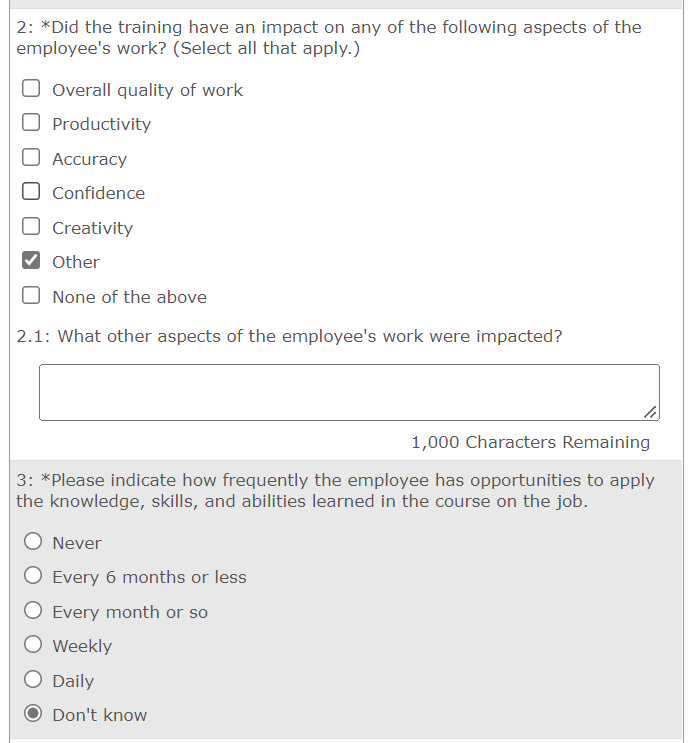 2: *Did the training have an impact on any of the following aspects of the
employee's work? (Select all that apply.)
Overall quality of work
Productivity
Accuracy
Confidence
Creativity
Other
None of the above
2.1: What other aspects of the employee's work were impacted?
1,000 Characters Remaining
3: *Please indicate how frequently the employee has opportunities to apply
the knowledge, skills, and abilities learned in the course on the job.
Never
Every 6 months or less
Every month or so
Weekly
Daily
Don't know